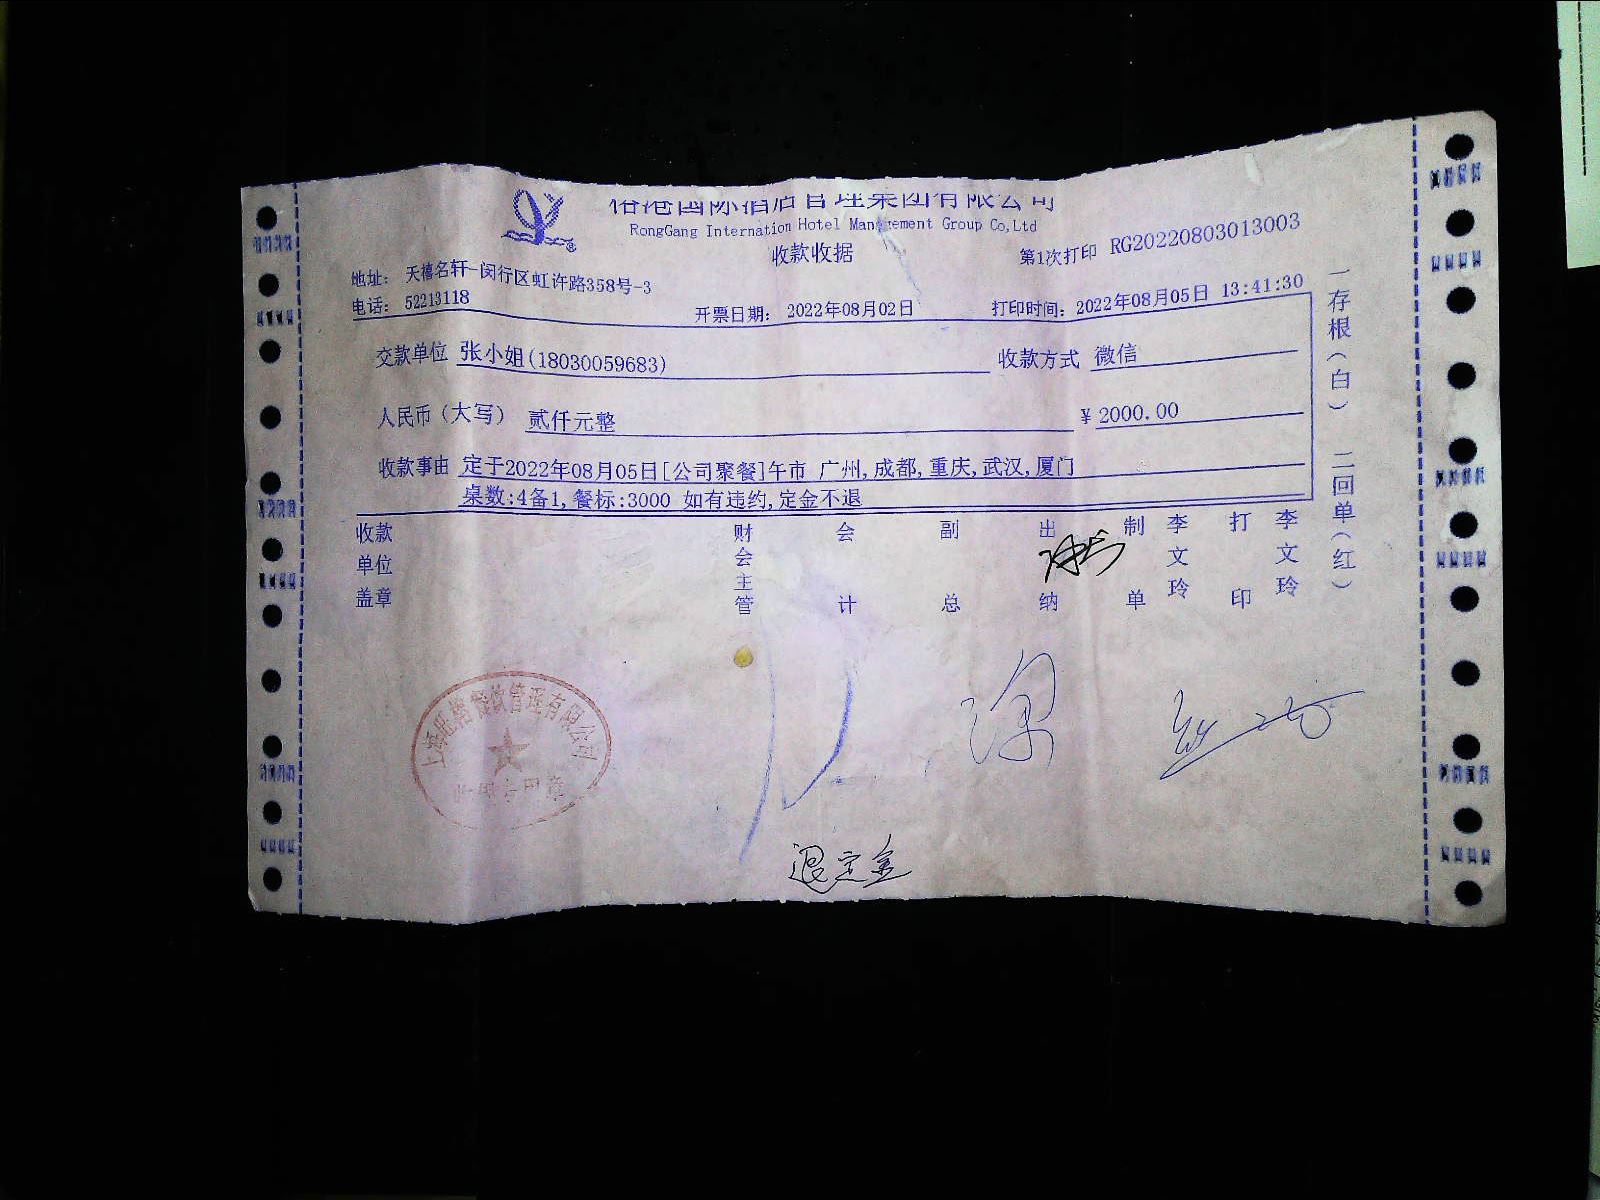 国际酒店管理集团有限公司
RongGang Internation Hotel Management Group Co,Ltd
收款收据
第1次打印 RG20220803013003
地址: 天禧名轩-闵行区虹许路358号-3
电话: 52213118
开票日期: 2022年08月02日
打印时间: 2022年08月05日 13:41:30
交款单位 张小姐(18030059683)
收款方式 微信
人民币（大写） 贰仟元整
¥ 2000.00
收款事由 定于2022年08月05日[公司聚餐]午市 广州,成都,重庆,武汉,厦门
桌数:4备1,餐标:3000 如有违约,定金不退
收款单位盖章
财会主管
会计
副总
出纳
制单 李文玲
打印 李文玲
一存根（白） 二回单（红）
餐饮管理有限公司
退定金